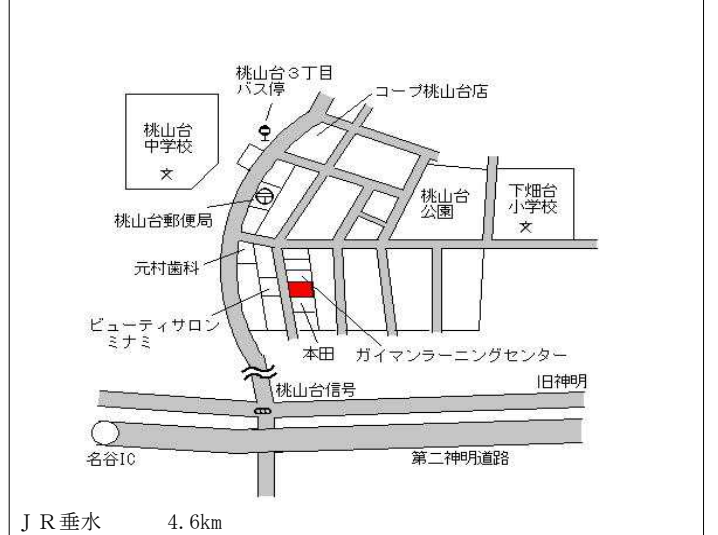 桃山台３丁目
バス停
コープ桃山台店
桃山台
中学校
文
桃山台
公園
下畑台
小学校
文
桃山台郵便局
元村歯科
ビューティサロン
ミナミ
本田
ガイマンラーニングセンター
桃山台信号
旧神明
名谷IC
第二神明道路
ＪＲ垂水 4.6km